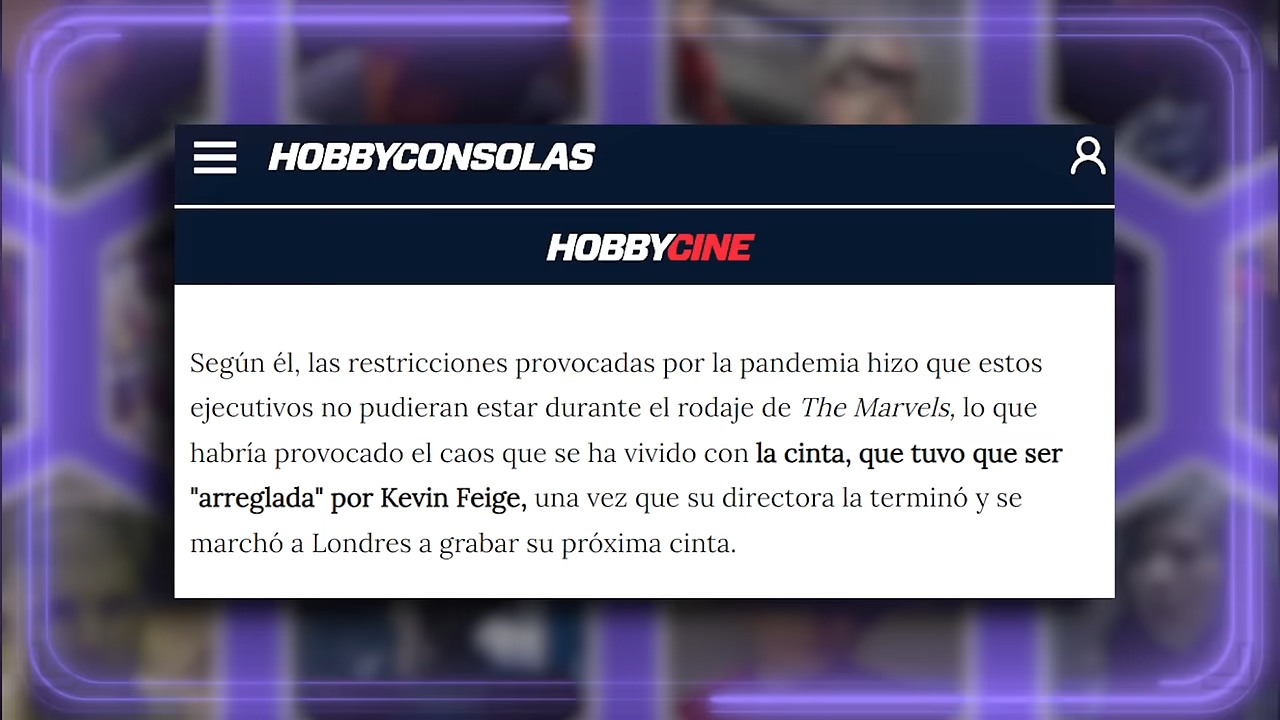 HOBBYCONSOLAS
HOBBYCINE
Según él, las restricciones provocadas por la pandemia hizo que estos
ejecutivos no pudieran estar durante el rodaje de The Marvels, lo que
habría provocado el caos que se ha vivido con la cinta, que tuvo que ser
"arreglada" por Kevin Feige, una vez que su directora la terminó y se
marchó a Londres a grabar su próxima cinta.